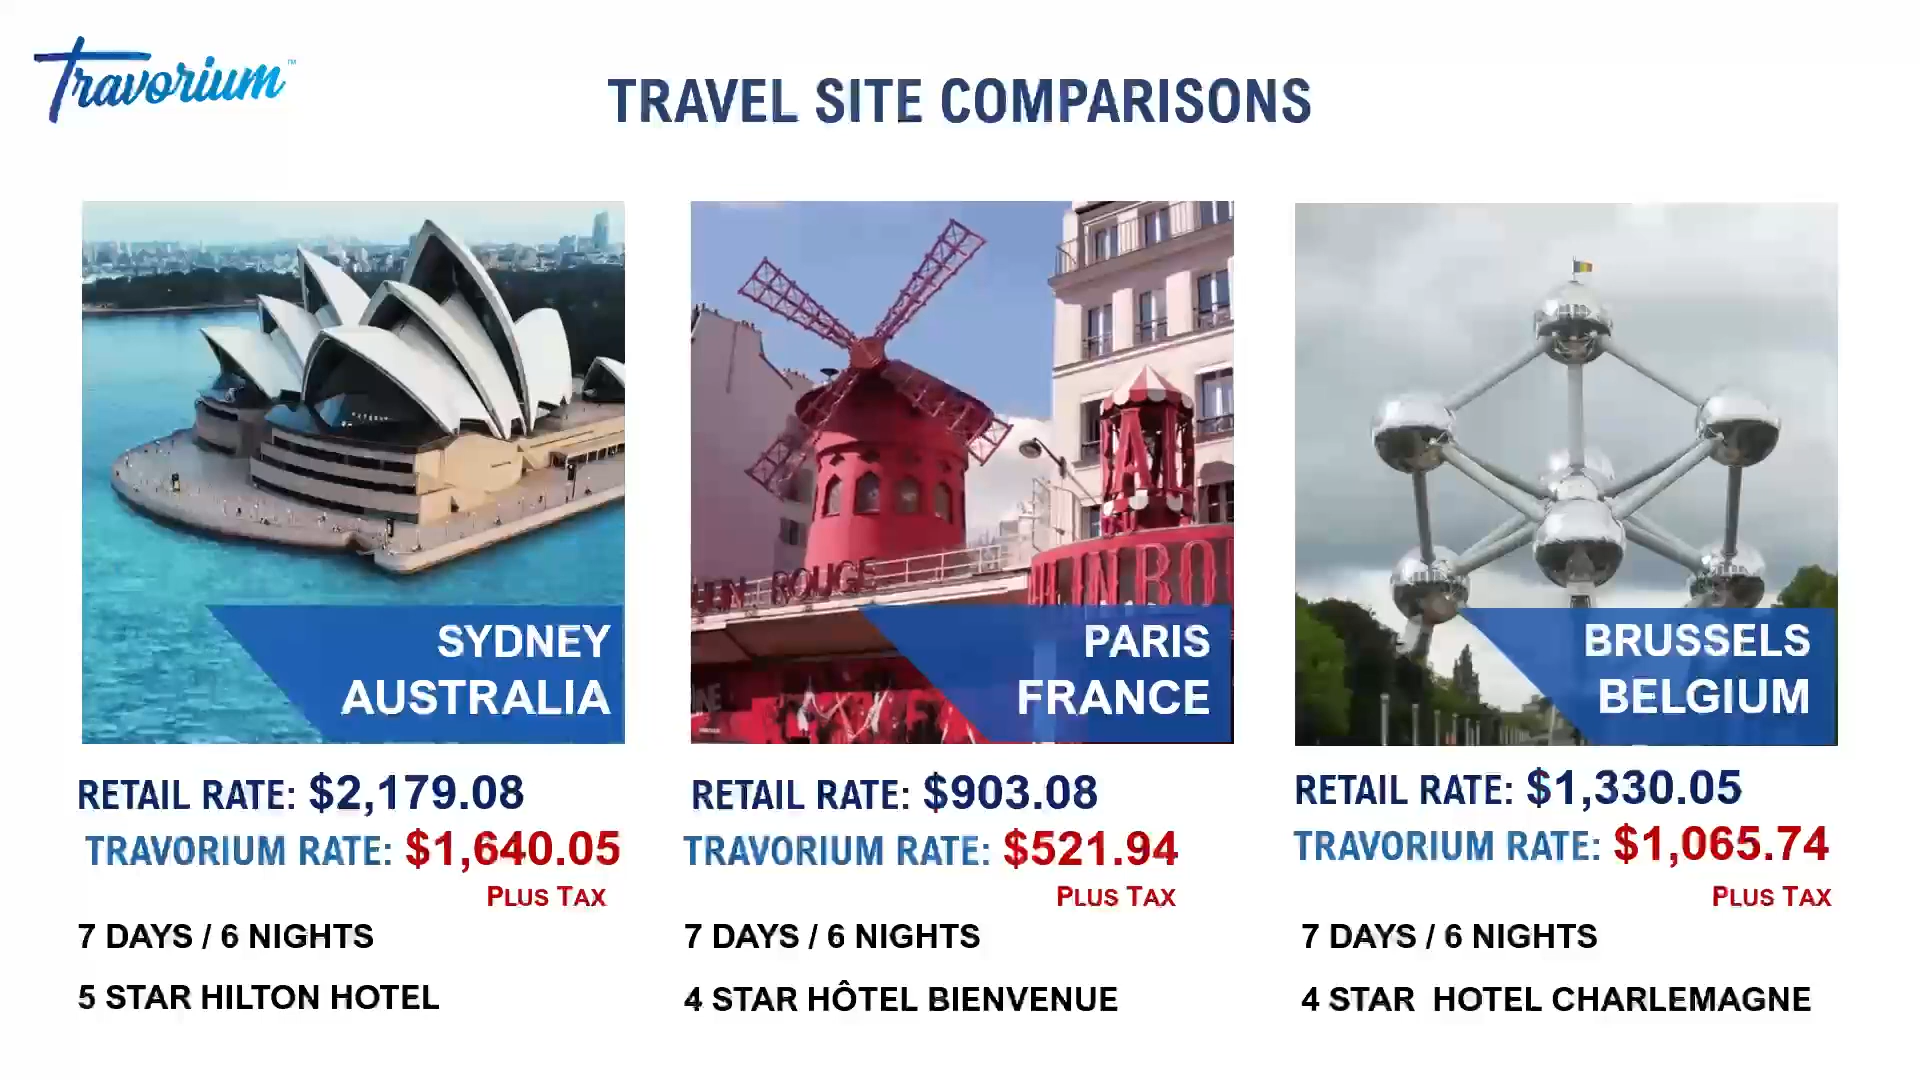 Travorium™
TRAVEL SITE COMPARISONS
SYDNEY
AUSTRALIA
RETAIL RATE: $2,179.08
TRAVORIUM RATE: $1,640.05
PLUS TAX
7 DAYS / 6 NIGHTS
5 STAR HILTON HOTEL
ROUGE
PARIS
FRANCE
RETAIL RATE: $903.08
TRAVORIUM RATE: $521.94
PLUS TAX
7 DAYS / 6 NIGHTS
4 STAR HÔTEL BIENVENUE
BRUSSELS
BELGIUM
RETAIL RATE: $1,330.05
TRAVORIUM RATE: $1,065.74
PLUS TAX
7 DAYS / 6 NIGHTS
4 STAR HOTEL CHARLEMAGNE